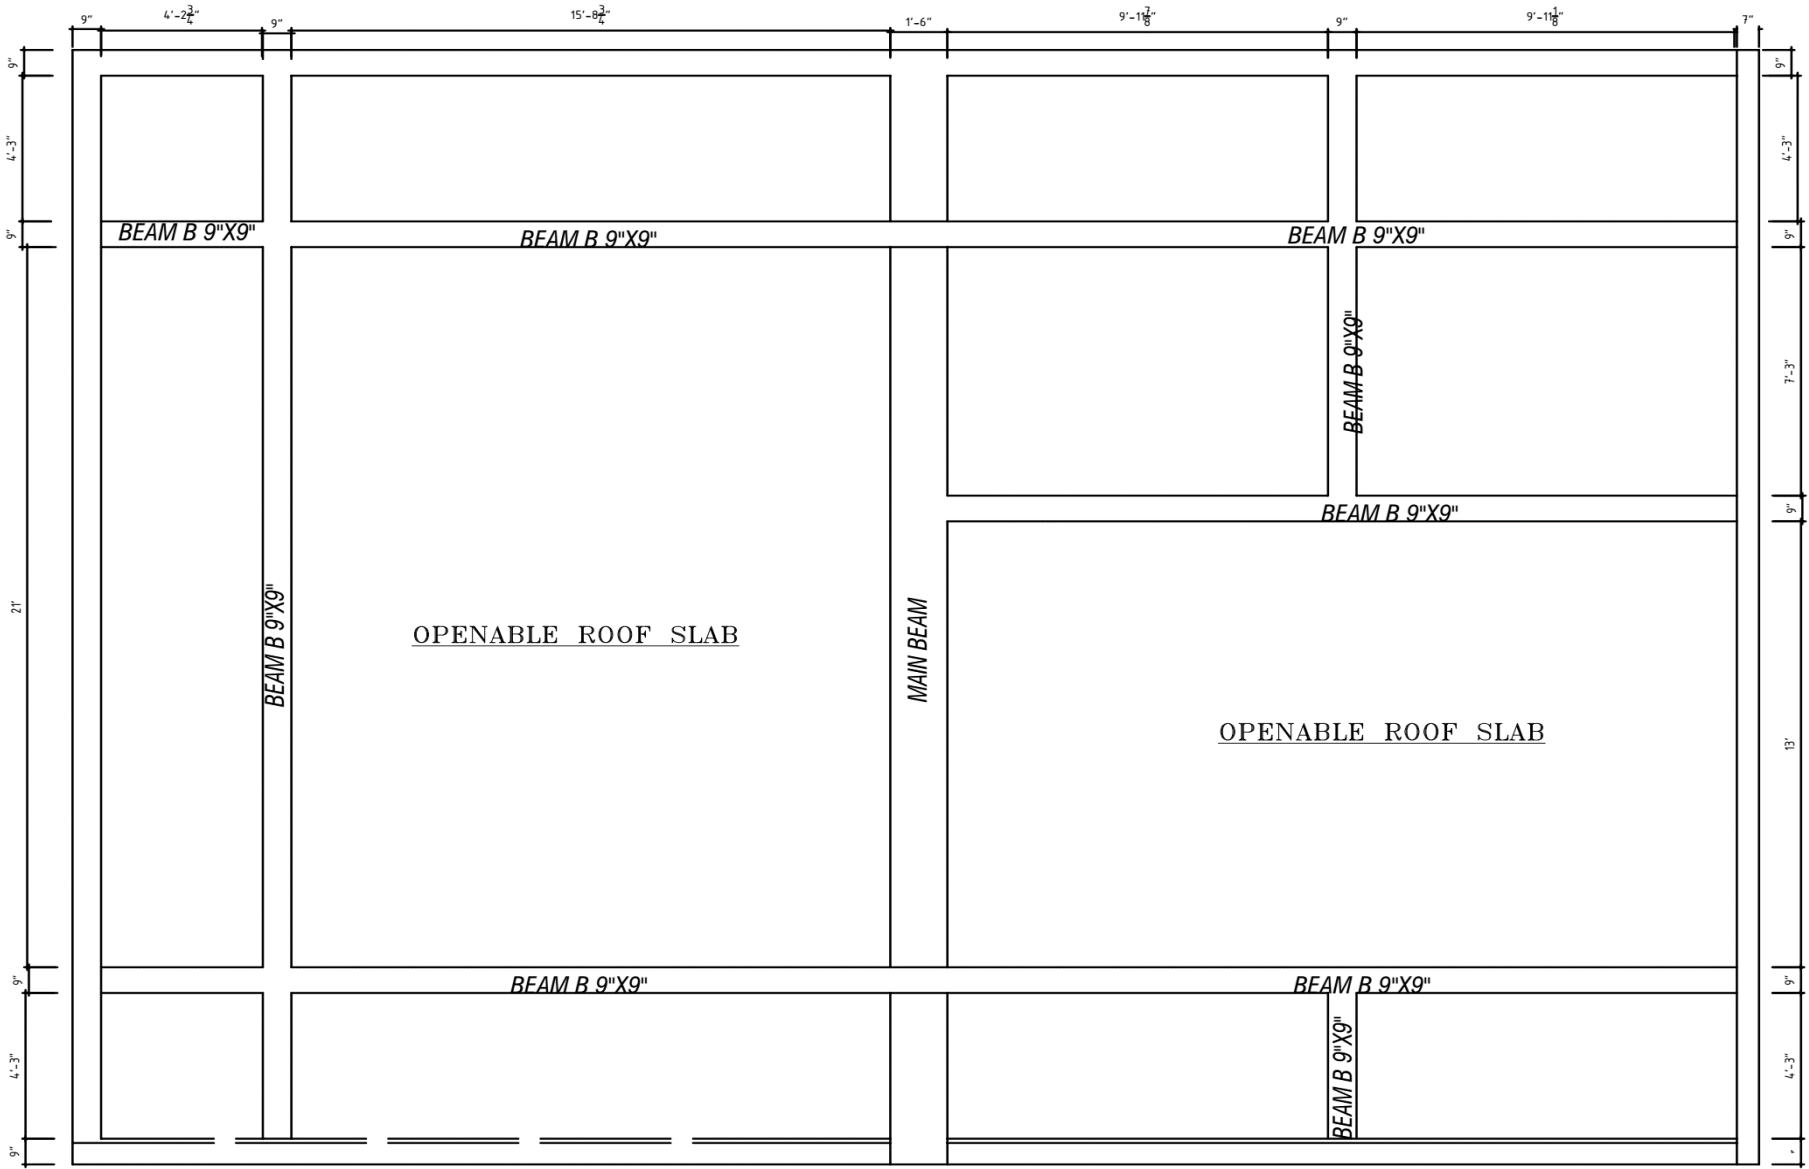 9" 4'-2¾" 9" 15'-8¾" 1'-6" 9'-11⅞" 9" 9'-11⅛" 7"
9" 9"
4'-3" 4'-3"
9" BEAM B 9"X9" BEAM B 9"X9" BEAM B 9"X9" 9"
BEAM B 9"X9" 7'-3"
BEAM B 9"X9" 9"
21'
BEAM B 9"X9" OPENABLE ROOF SLAB MAIN BEAM
OPENABLE ROOF SLAB 13'
9" BEAM B 9"X9" BEAM B 9"X9" 9"
4'-3" BEAM B 9"X9" 4'-3"
9"